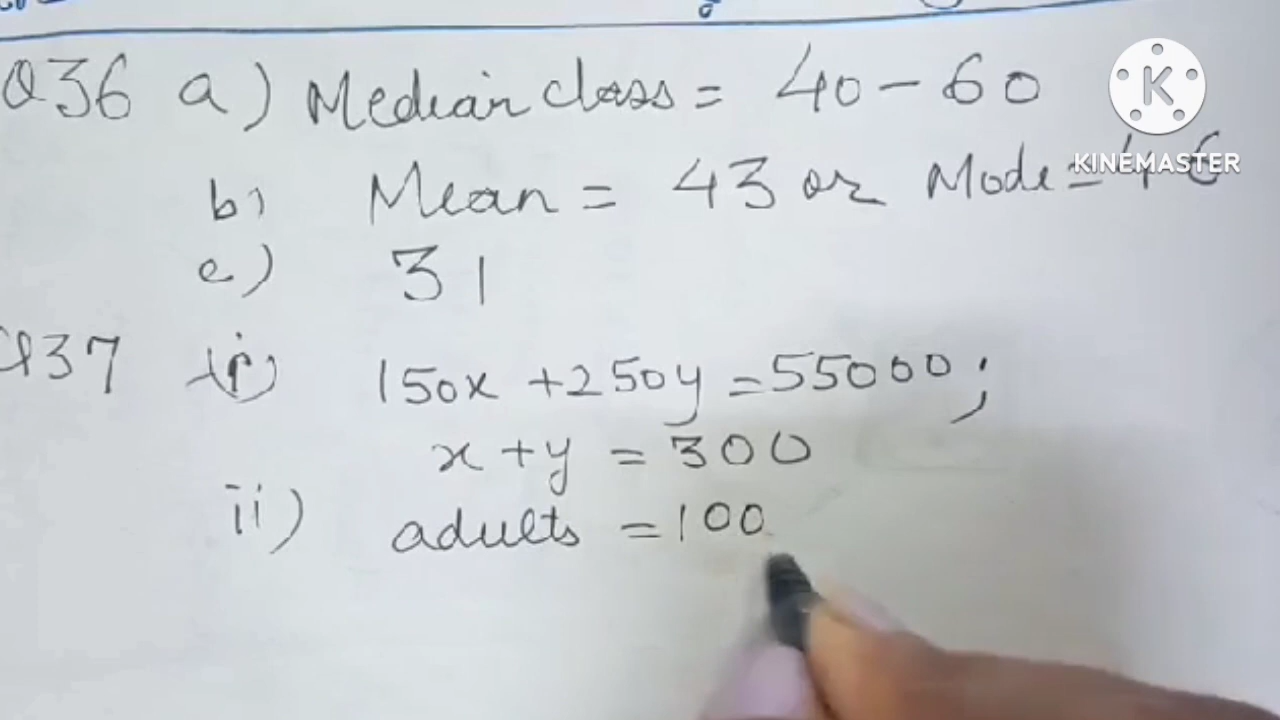 Q36 a) Median class = 40 - 60
b) Mean = 43 or Mode = 46
c) 31
Q37 i) 150x + 250y = 55000;
x + y = 300
ii) adults = 100
K
KINEMASTER